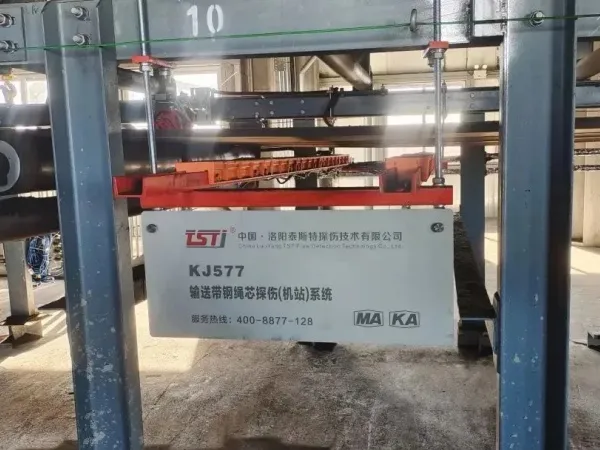 10
TSTI 中国·洛阳泰斯特探伤技术有限公司
KJ577
输送带钢绳芯探伤(机站)系统
服务热线：400-8877-128
MA KA